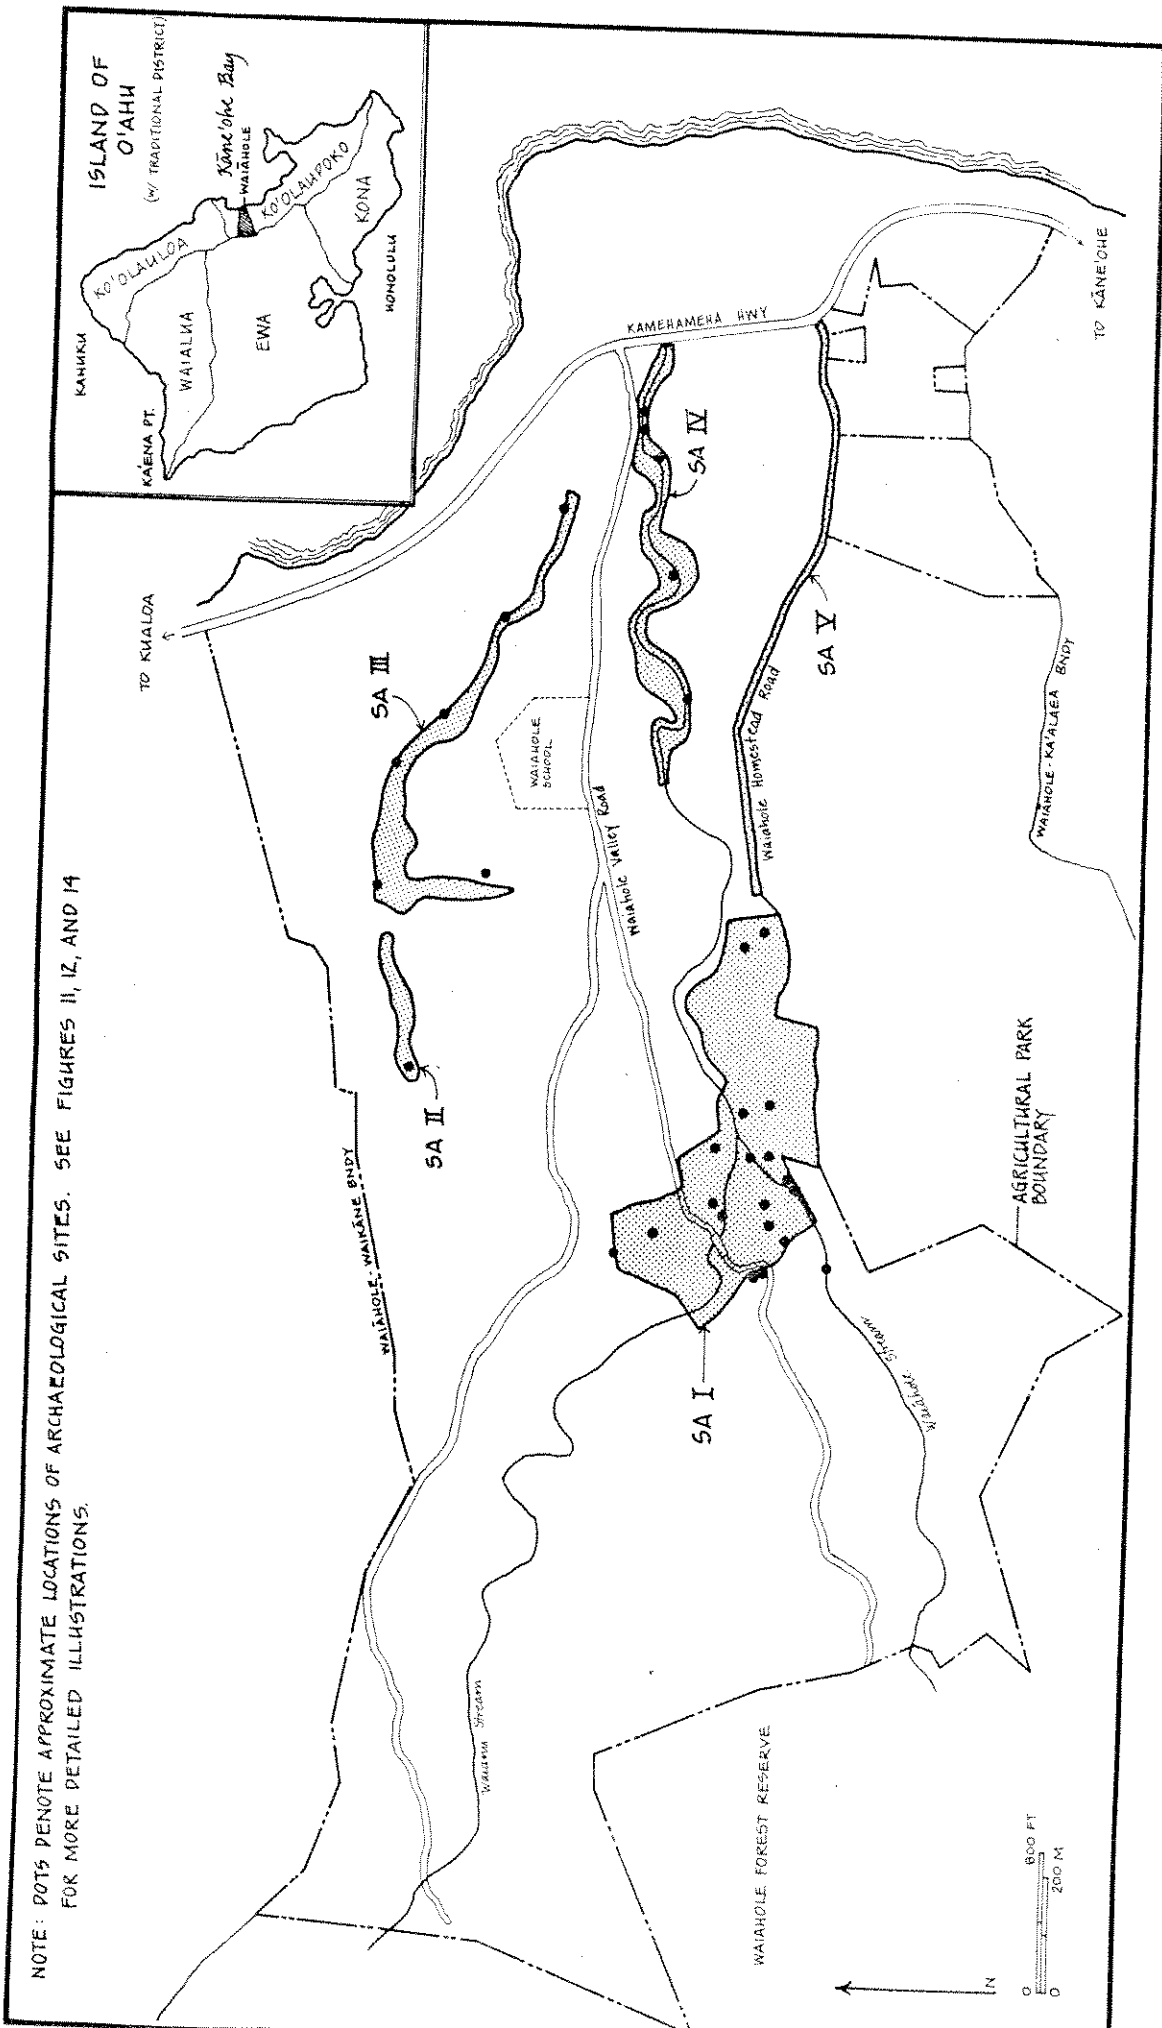 NOTE: DOTS DENOTE APPROXIMATE LOCATIONS OF ARCHAEOLOGICAL SITES. SEE FIGURES 11, 12, AND 14
FOR MORE DETAILED ILLUSTRATIONS.
ISLAND OF
O'AHU
(W/ TRADITIONAL DISTRICT)
KAHUKU
KA'ENA PT.
KO'OLAULOA
WAIALUA
EWA
Kāne'ohe Bay
WAIĀHOLE
KO'OLAUPOKO
KONA
HONOLULU
TO KUALOA
KAMEHAMEHA HWY
TO KĀNE'OHE
SA III
SA II
SA IV
SA V
SA I
WAIAHOLE
SCHOOL
Waiahole Valley Road
Waiahole Homestead Road
WAIĀHOLE-WAIKĀNE BNDY
WAIAHOLE-KA'ALAEA BNDY
AGRICULTURAL PARK
BOUNDARY
Waiahole Stream
Waianu Stream
WAIAHOLE FOREST RESERVE
N
0 800 FT
0 200 M